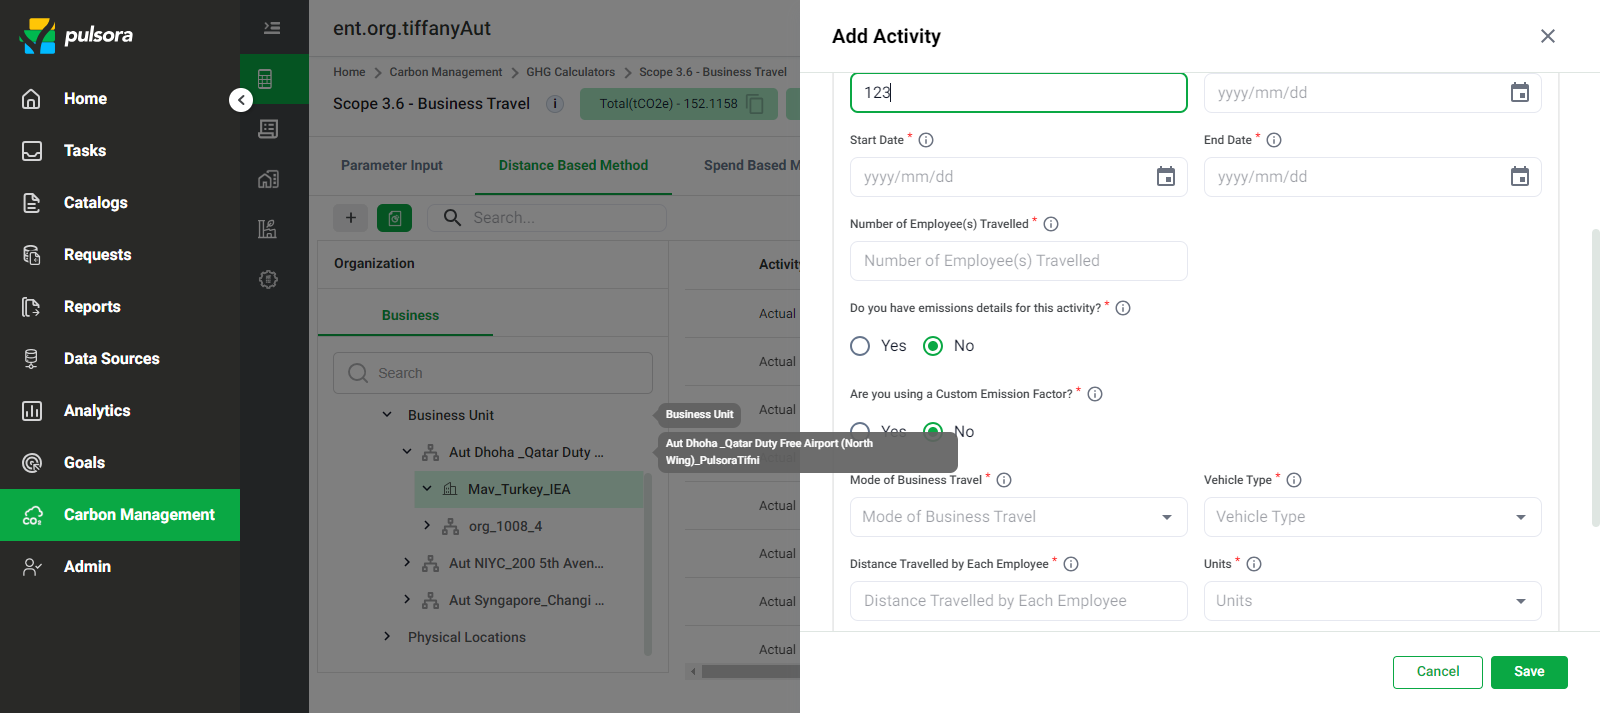 pulsora
Home
Tasks
Catalogs
Requests
Reports
Data Sources
Analytics
Goals
Carbon Management
Admin
ent.org.tiffanyAut
Home > Carbon Management > GHG Calculators > Scope 3.6 - Business Travel
Scope 3.6 - Business Travel
Total(tCO2e) - 152.1158
Parameter Input
Distance Based Method
Spend Based M
Search...
Organization
Business
Search
Business Unit
Aut Dhoha _Qatar Duty ...
Mav_Turkey_IEA
org_1008_4
Aut NIYC_200 5th Aven...
Aut Syngapore_Changi ...
Physical Locations
Business Unit
Aut Dhoha _Qatar Duty Free Airport (North
Wing)_PulsoraTifni
Activity
Actual
Actual
Actual
Actual
Actual
Actual
Actual
Add Activity
123
yyyy/mm/dd
Start Date *
yyyy/mm/dd
End Date *
yyyy/mm/dd
Number of Employee(s) Travelled *
Number of Employee(s) Travelled
Do you have emissions details for this activity? *
Yes
No
Are you using a Custom Emission Factor? *
Yes
No
Mode of Business Travel *
Mode of Business Travel
Vehicle Type *
Vehicle Type
Distance Travelled by Each Employee *
Distance Travelled by Each Employee
Units *
Units
Cancel
Save